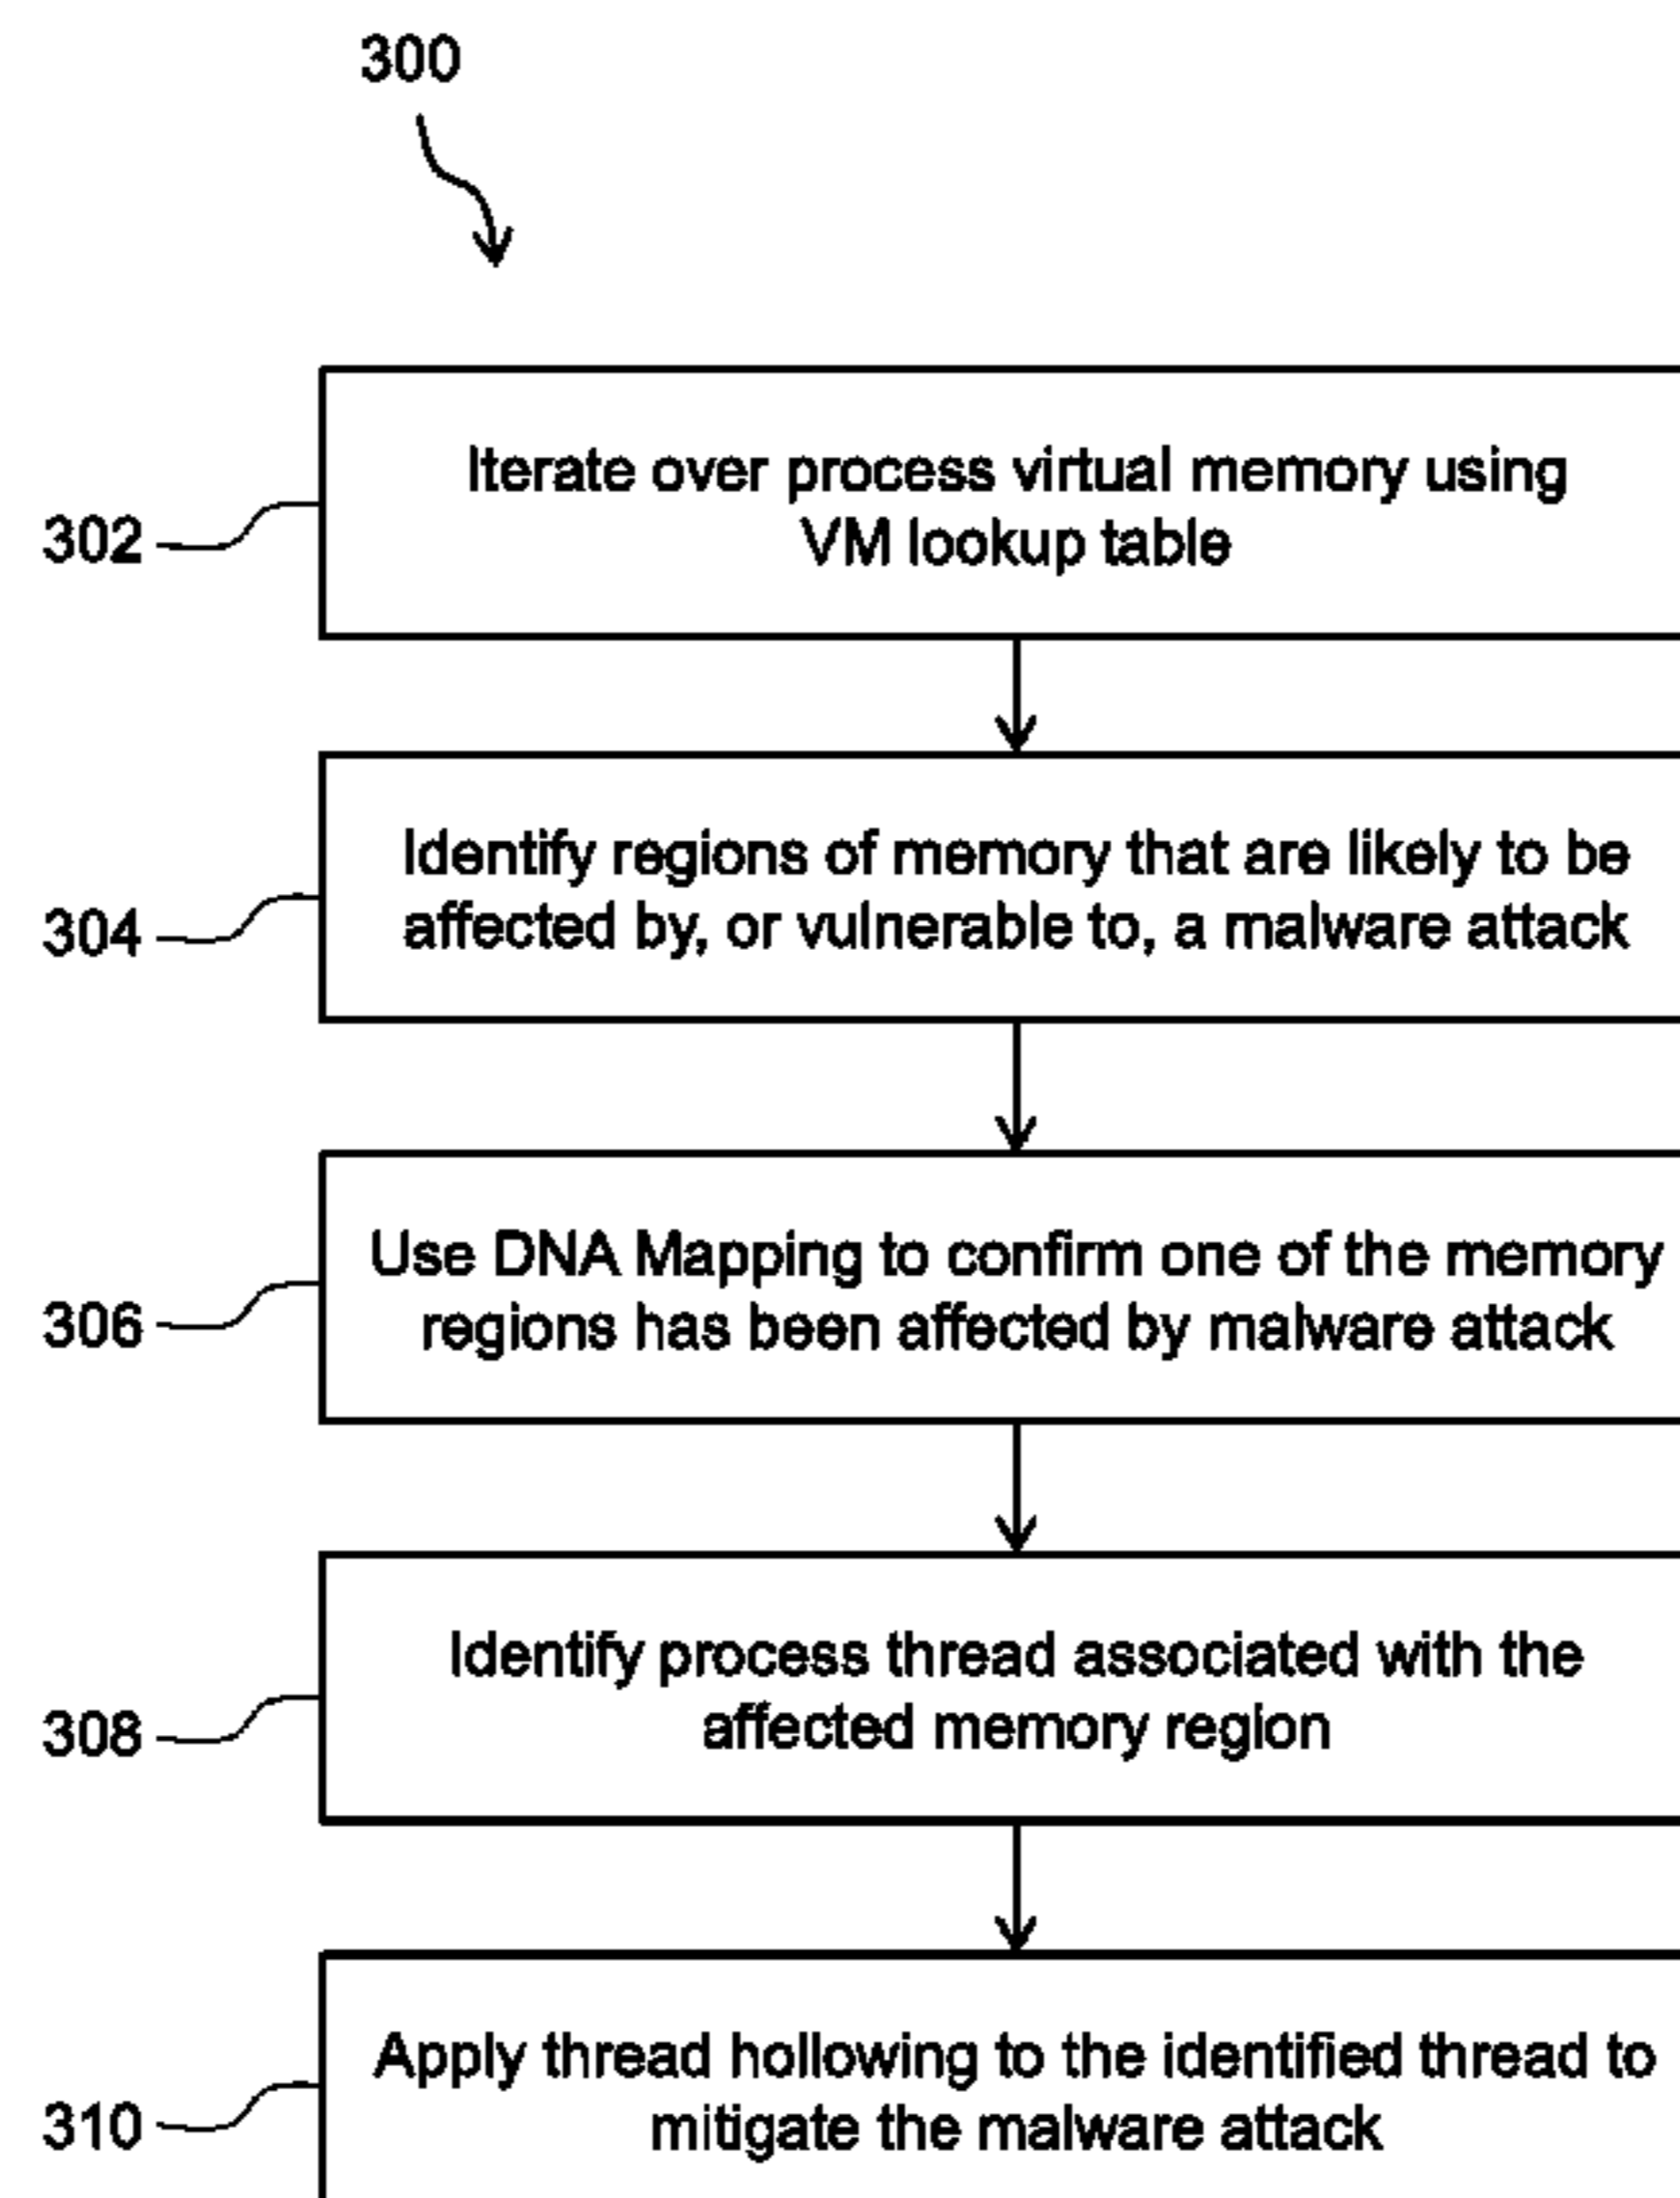 300
302
Iterate over process virtual memory using
VM lookup table
304
Identify regions of memory that are likely to be
affected by, or vulnerable to, a malware attack
306
Use DNA Mapping to confirm one of the memory
regions has been affected by malware attack
308
Identify process thread associated with the
affected memory region
310
Apply thread hollowing to the identified thread to
mitigate the malware attack